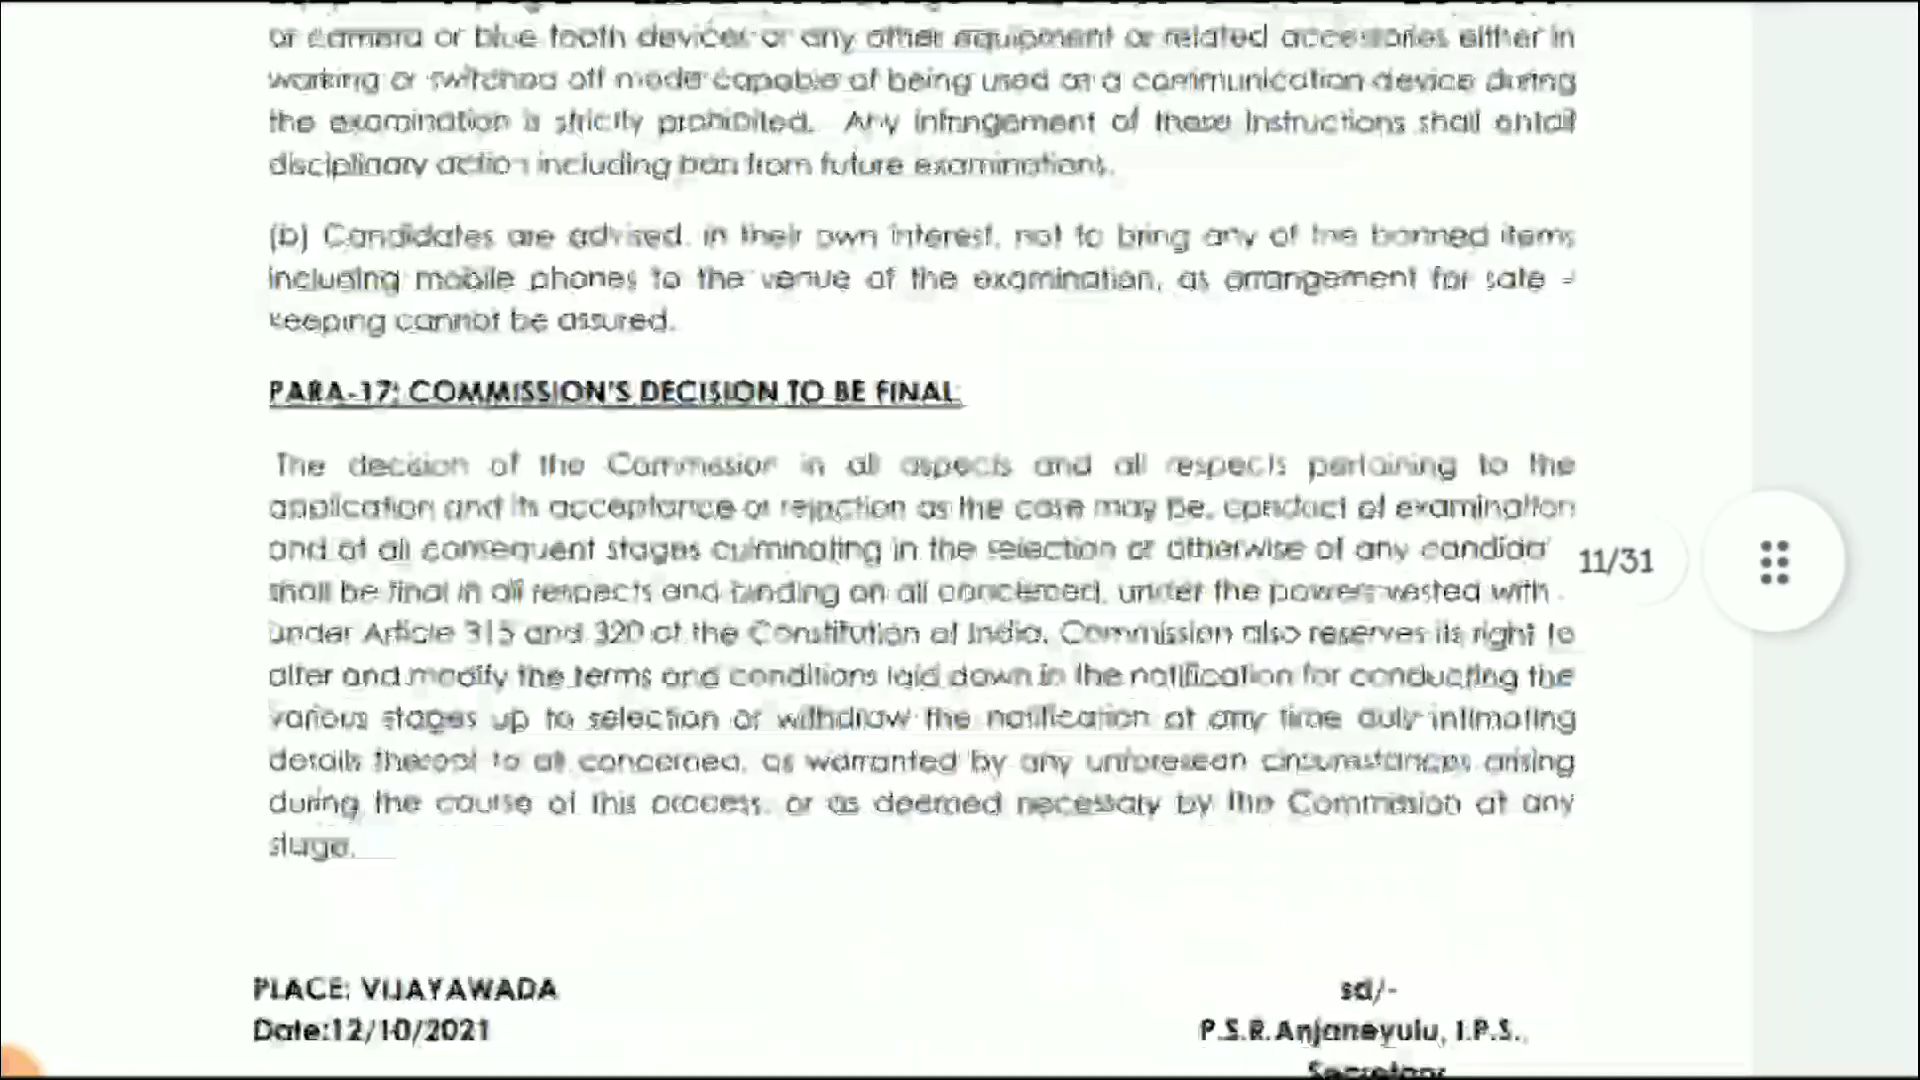 or camera or blue tooth devices or any other equipment or related accessories either in
working or switched off mode capable of being used as a communication device during
the examination is strictly prohibited. Any infringement of these instructions shall entail
disciplinary action including ban from future examinations.
(b) Candidates are advised, in their own interest, not to bring any of the banned items
including mobile phones to the venue of the examination, as arrangement for safe -
keeping cannot be assured.
PARA-17: COMMISSION'S DECISION TO BE FINAL
The decision of the Commission in all aspects and all respects pertaining to the
application and its acceptance or rejection as the case may be, conduct of examination
and at all consequent stages culminating in the selection or otherwise of any candidat
shall be final in all respects and binding on all concerned, under the powers vested with
under Article 315 and 320 of the Constitution of India. Commission also reserves its right to
alter and modify the terms and conditions laid down in the notification for conducting the
various stages up to selection or withdraw the notification at any time duly intimating
details thereof to all concerned, as warranted by any unforeseen circumstances arising
during the course of this process, or as deemed necessary by the Commission at any
stage.
11/31
PLACE: VIJAYAWADA
Date:12/10/2021
sd/-
P.S.R.Anjaneyulu, I.P.S.,
Secretary